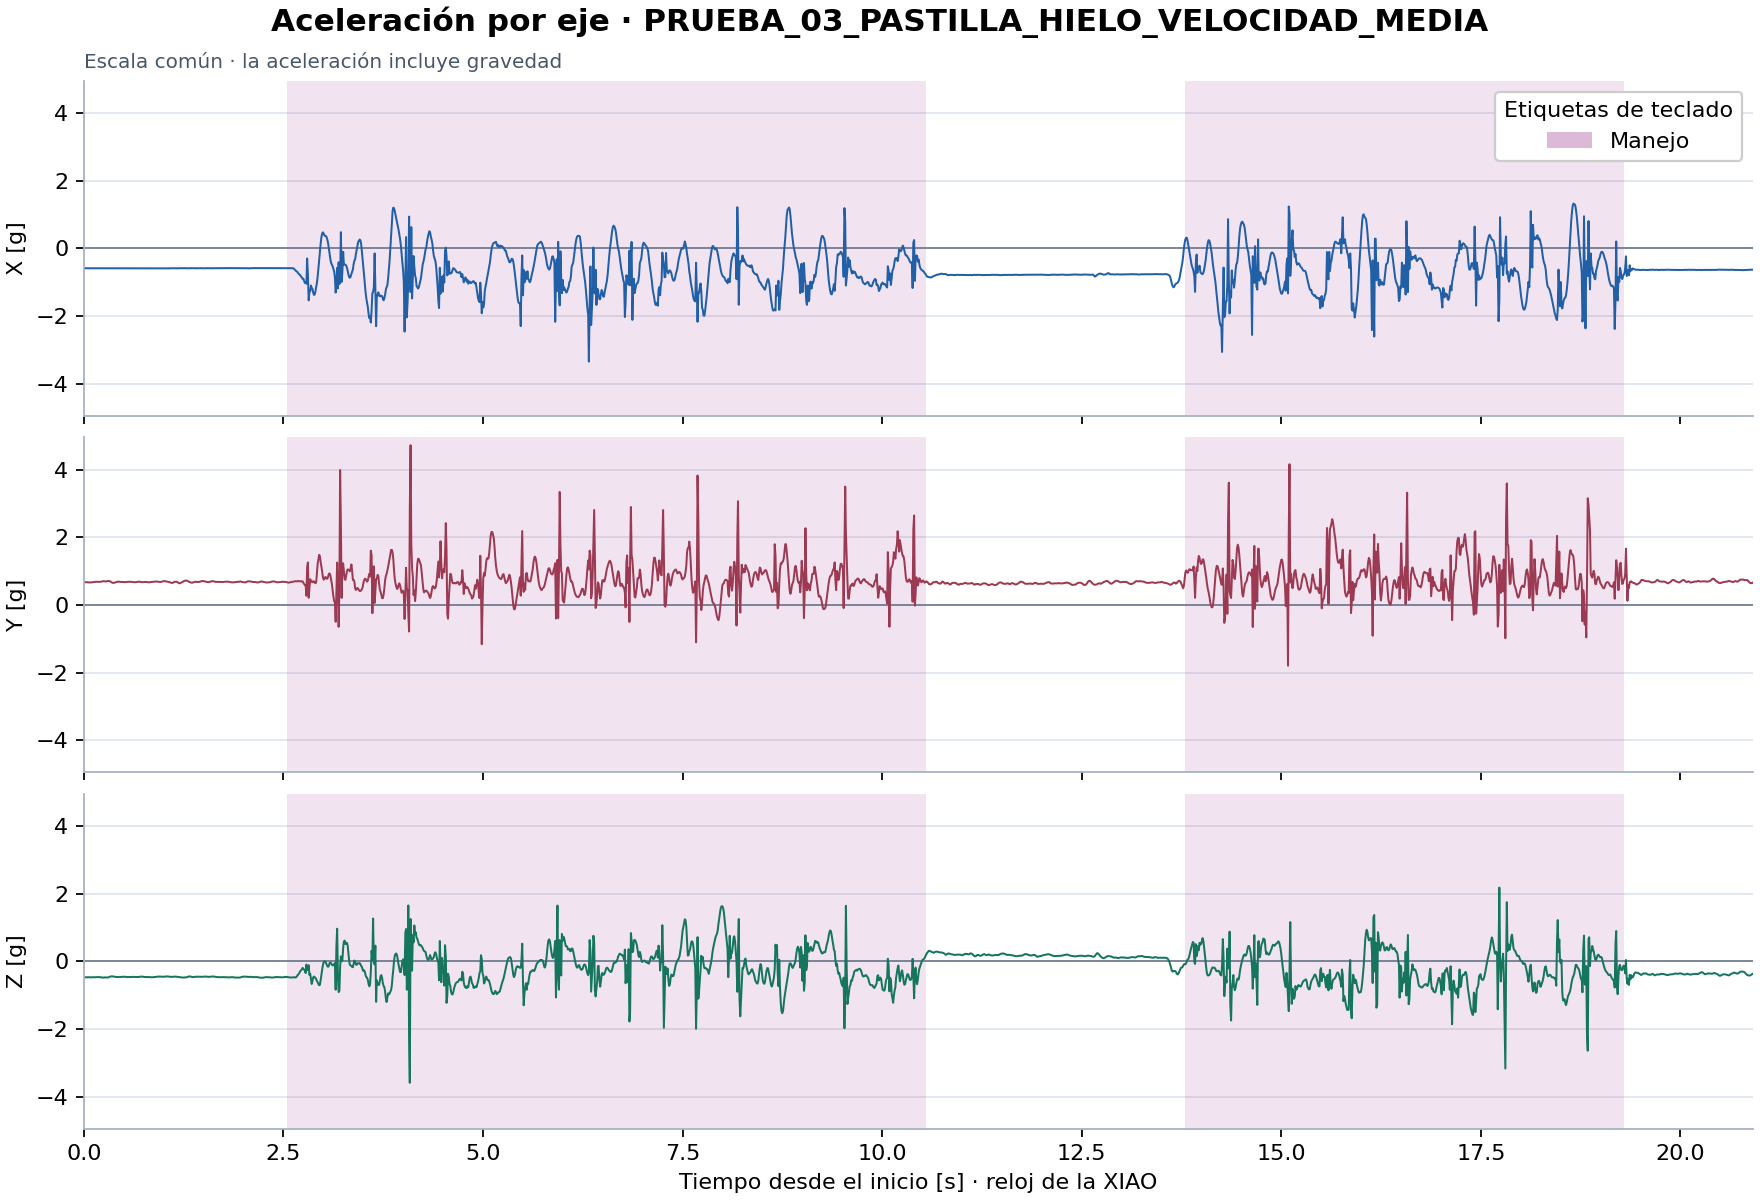 Aceleración por eje · PRUEBA_03_PASTILLA_HIELO_VELOCIDAD_MEDIA
Escala común · la aceleración incluye gravedad
Etiquetas de teclado
Manejo
X [g]
4
2
0
−2
−4
Y [g]
4
2
0
−2
−4
Z [g]
4
2
0
−2
−4
0.0 2.5 5.0 7.5 10.0 12.5 15.0 17.5 20.0
Tiempo desde el inicio [s] · reloj de la XIAO